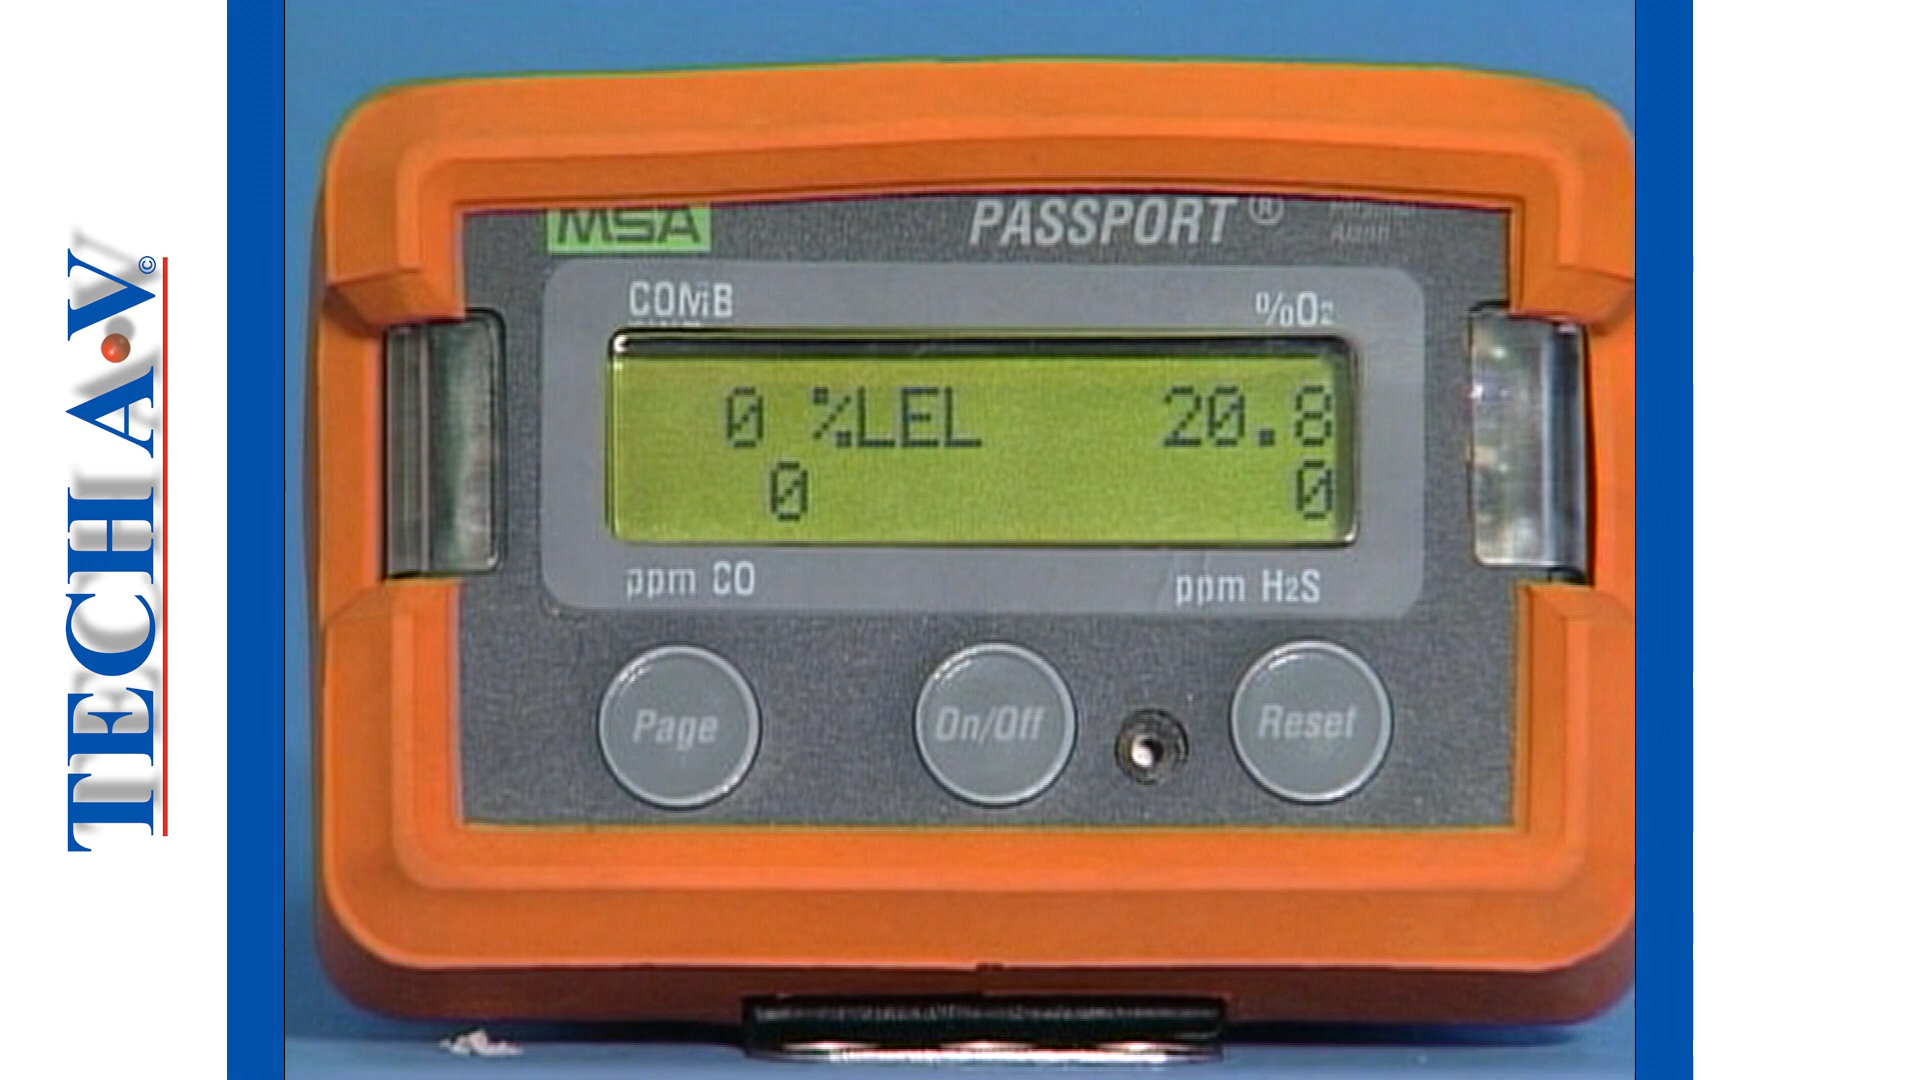 TECH A.V ©
MSA
PASSPORT ®
COMB
%O2
0 %LEL 20.8
0 0
ppm CO
ppm H2S
Page
On/Off
Reset